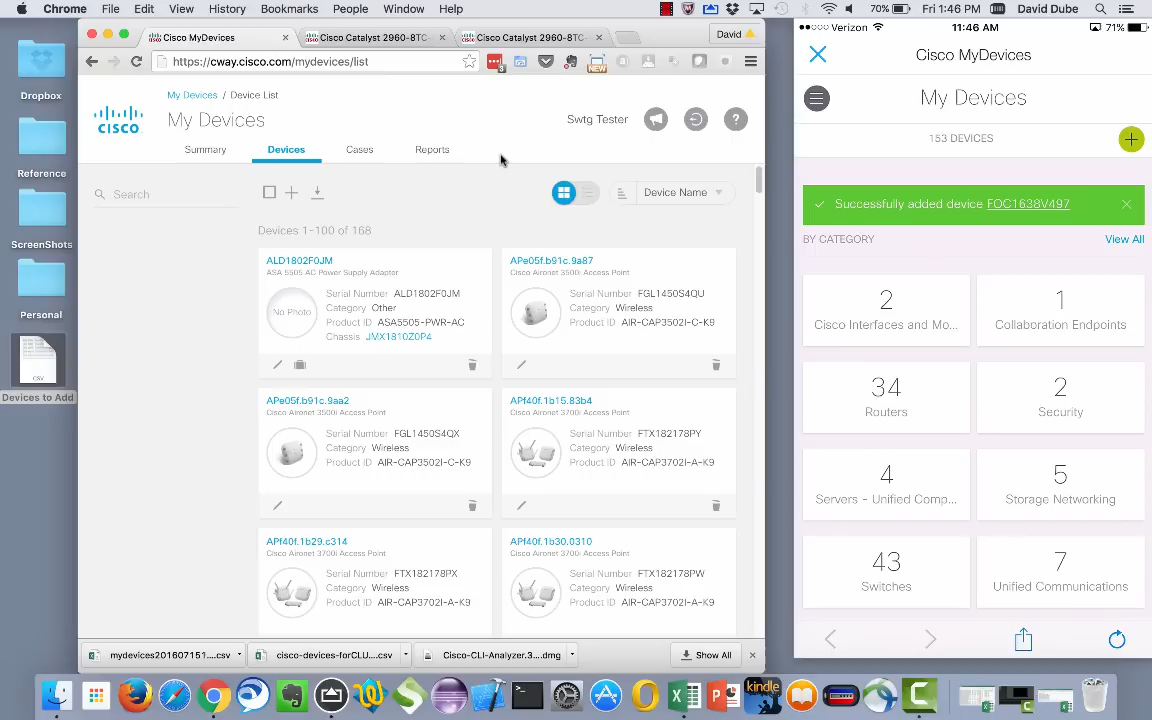 Chrome File Edit View History Bookmarks People Window Help
70% Fri 1:46 PM David Dube
Dropbox
Reference
ScreenShots
Personal
CSV
Devices to Add
Cisco MyDevices
Cisco Catalyst 2960-8TC-
Cisco Catalyst 2960-8TC-
David
https://cway.cisco.com/mydevices/list
NEW
CISCO
My Devices / Device List
My Devices
Swtg Tester
?
Summary Devices Cases Reports
Search
Device Name
Devices 1-100 of 168
ALD1802F0JM
ASA 5505 AC Power Supply Adapter
No Photo
Serial Number ALD1802F0JM
Category Other
Product ID ASA5505-PWR-AC
Chassis JMX1810Z0P4
APe05f.b91c.9a87
Cisco Aironet 3500i Access Point
Serial Number FGL1450S4QU
Category Wireless
Product ID AIR-CAP3502I-C-K9
APe05f.b91c.9aa2
Cisco Aironet 3500i Access Point
Serial Number FGL1450S4QX
Category Wireless
Product ID AIR-CAP3502I-C-K9
APf40f.1b15.83b4
Cisco Aironet 3700i Access Point
Serial Number FTX182178PY
Category Wireless
Product ID AIR-CAP3702I-A-K9
APf40f.1b29.c314
Cisco Aironet 3700i Access Point
Serial Number FTX182178PX
Category Wireless
Product ID AIR-CAP3702I-A-K9
APf40f.1b30.0310
Cisco Aironet 3700i Access Point
Serial Number FTX182178PW
Category Wireless
Product ID AIR-CAP3702I-A-K9
mydevices201607151....csv
cisco-devices-forCLU....csv
Cisco-CLI-Analyzer.3....dmg
Show All
Verizon 11:46 AM 71%
Cisco MyDevices
My Devices
153 DEVICES
Successfully added device FOC1638V497
BY CATEGORY View All
2
Cisco Interfaces and Mo...
1
Collaboration Endpoints
34
Routers
2
Security
4
Servers - Unified Comp...
5
Storage Networking
43
Switches
7
Unified Communications
kindle